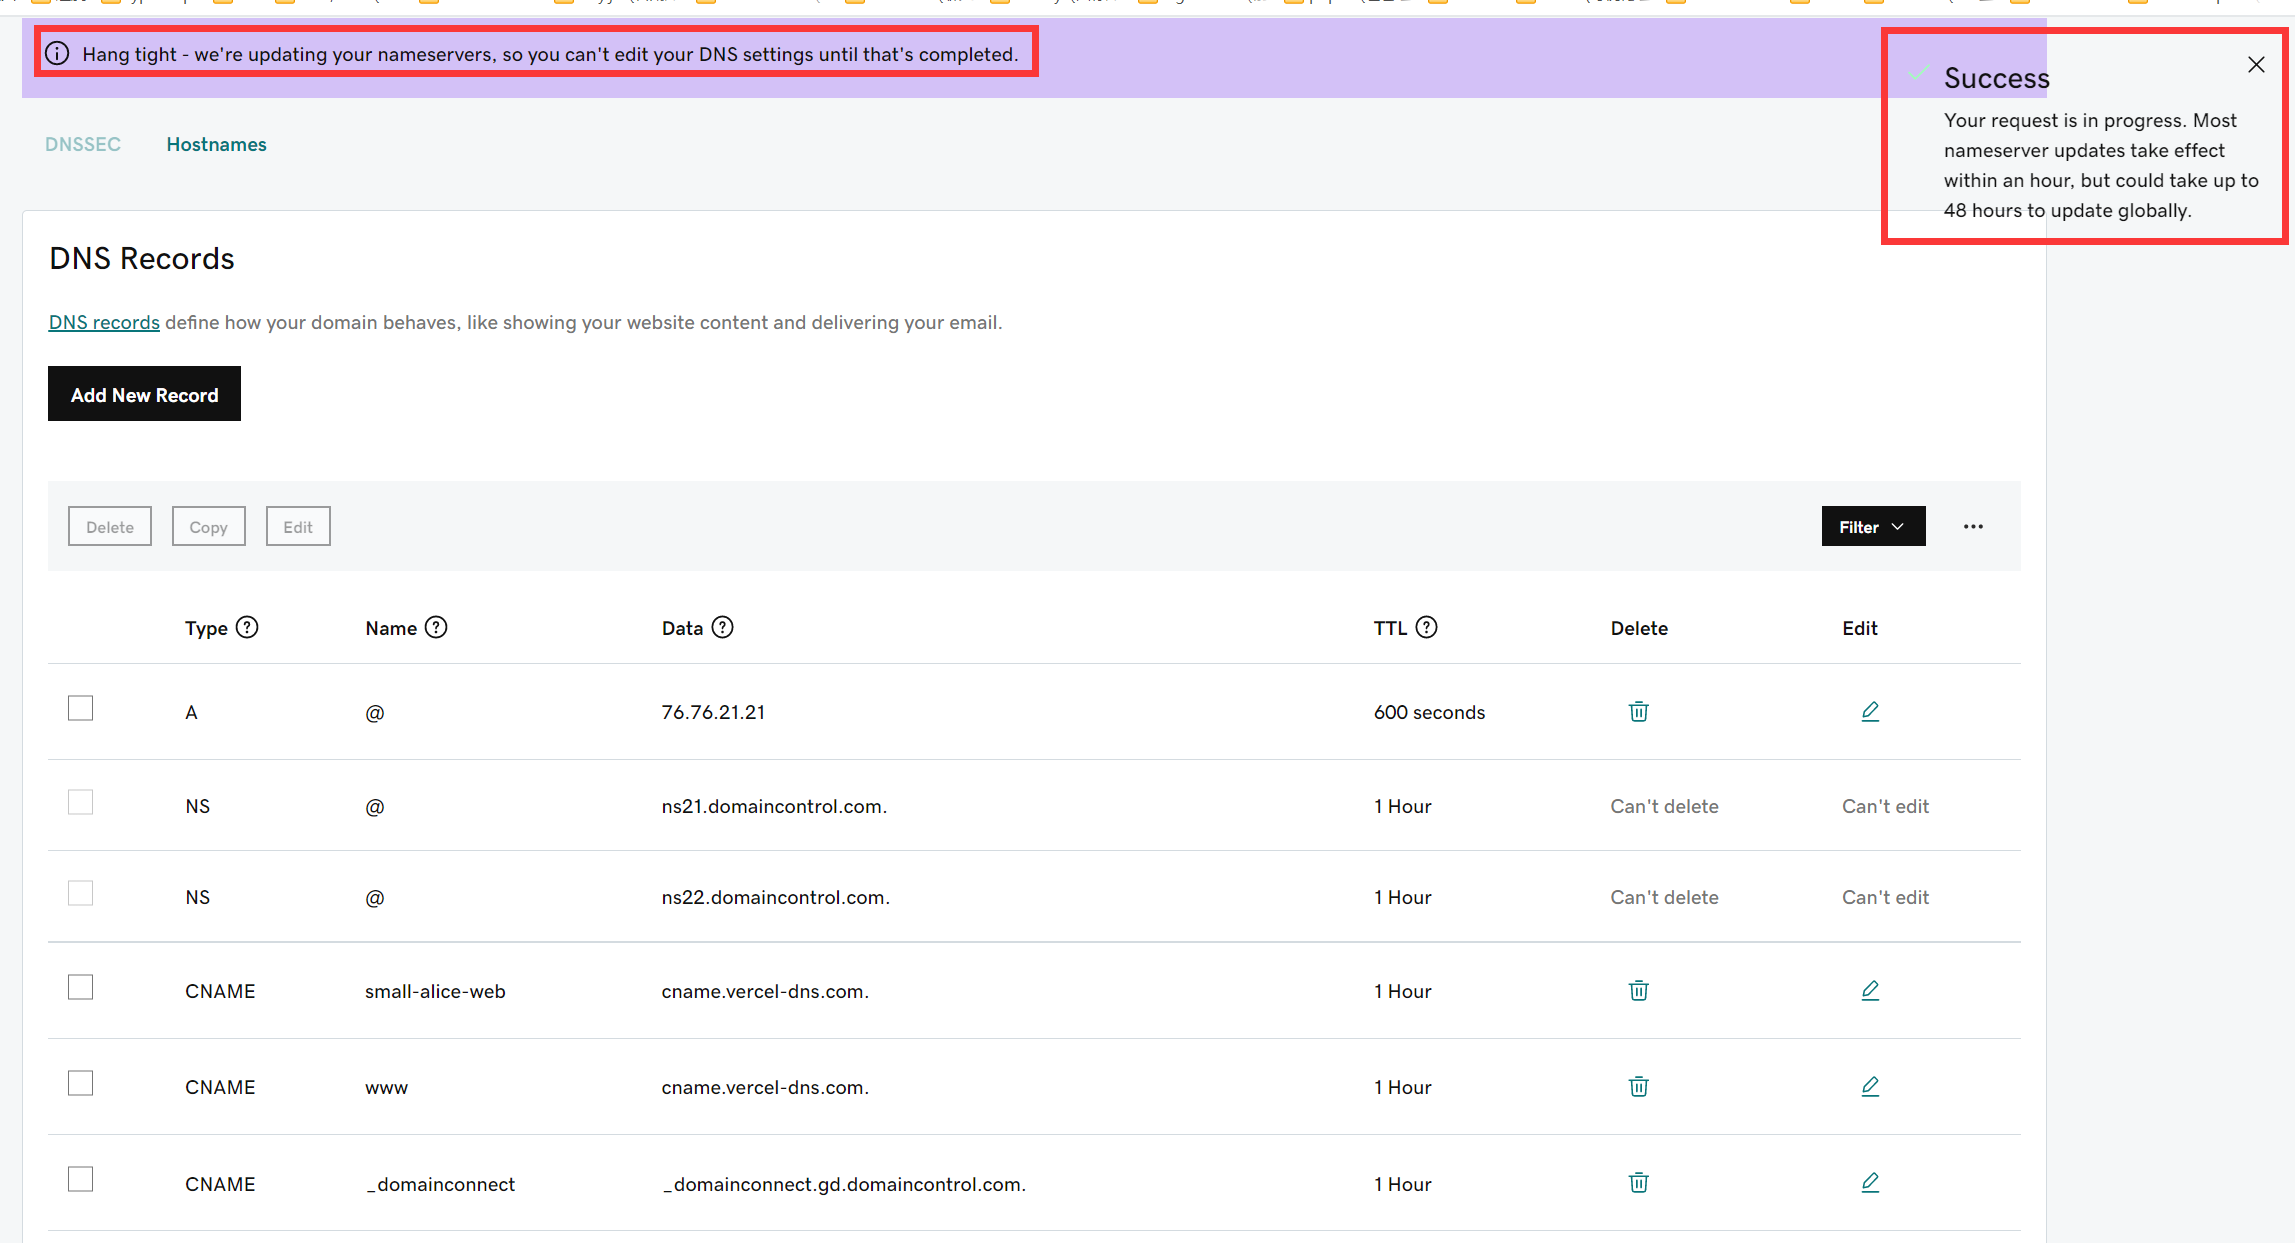 Hang tight - we're updating your nameservers, so you can't edit your DNS settings until that's completed.
Success
Your request is in progress. Most
nameserver updates take effect
within an hour, but could take up to
48 hours to update globally.
DNSSEC Hostnames
DNS Records
DNS records define how your domain behaves, like showing your website content and delivering your email.
Add New Record
Delete Copy Edit Filter
Type Name Data TTL Delete Edit
A @ 76.76.21.21 600 seconds
NS @ ns21.domaincontrol.com. 1 Hour Can't delete Can't edit
NS @ ns22.domaincontrol.com. 1 Hour Can't delete Can't edit
CNAME small-alice-web cname.vercel-dns.com. 1 Hour
CNAME www cname.vercel-dns.com. 1 Hour
CNAME _domainconnect _domainconnect.gd.domaincontrol.com. 1 Hour